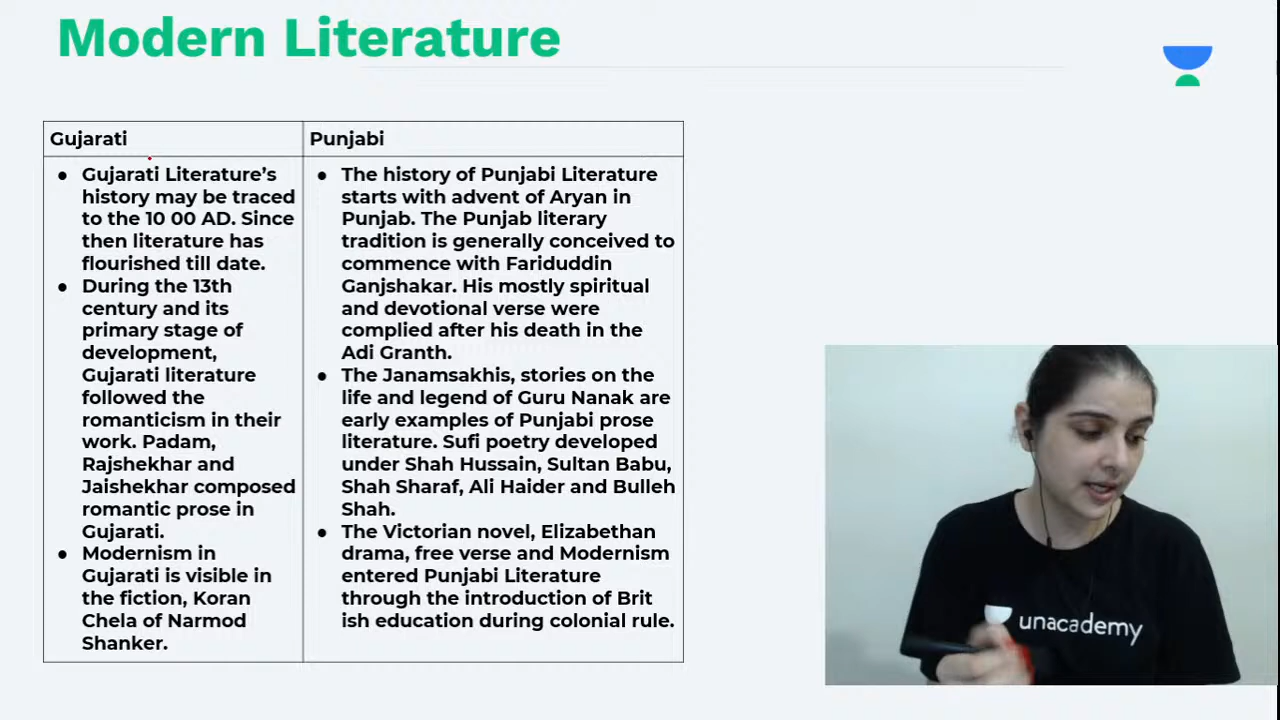 Modern Literature
Gujarati
Punjabi
● Gujarati Literature's
history may be traced
to the 10 00 AD. Since
then literature has
flourished till date.
● During the 13th
century and its
primary stage of
development,
Gujarati literature
followed the
romanticism in their
work. Padam,
Rajshekhar and
Jaishekhar composed
romantic prose in
Gujarati.
● Modernism in
Gujarati is visible in
the fiction, Koran
Chela of Narmod
Shanker.
● The history of Punjabi Literature
starts with advent of Aryan in
Punjab. The Punjab literary
tradition is generally conceived to
commence with Fariduddin
Ganjshakar. His mostly spiritual
and devotional verse were
complied after his death in the
Adi Granth.
● The Janamsakhis, stories on the
life and legend of Guru Nanak are
early examples of Punjabi prose
literature. Sufi poetry developed
under Shah Hussain, Sultan Babu,
Shah Sharaf, Ali Haider and Bulleh
Shah.
● The Victorian novel, Elizabethan
drama, free verse and Modernism
entered Punjabi Literature
through the introduction of Brit
ish education during colonial rule.
unacademy